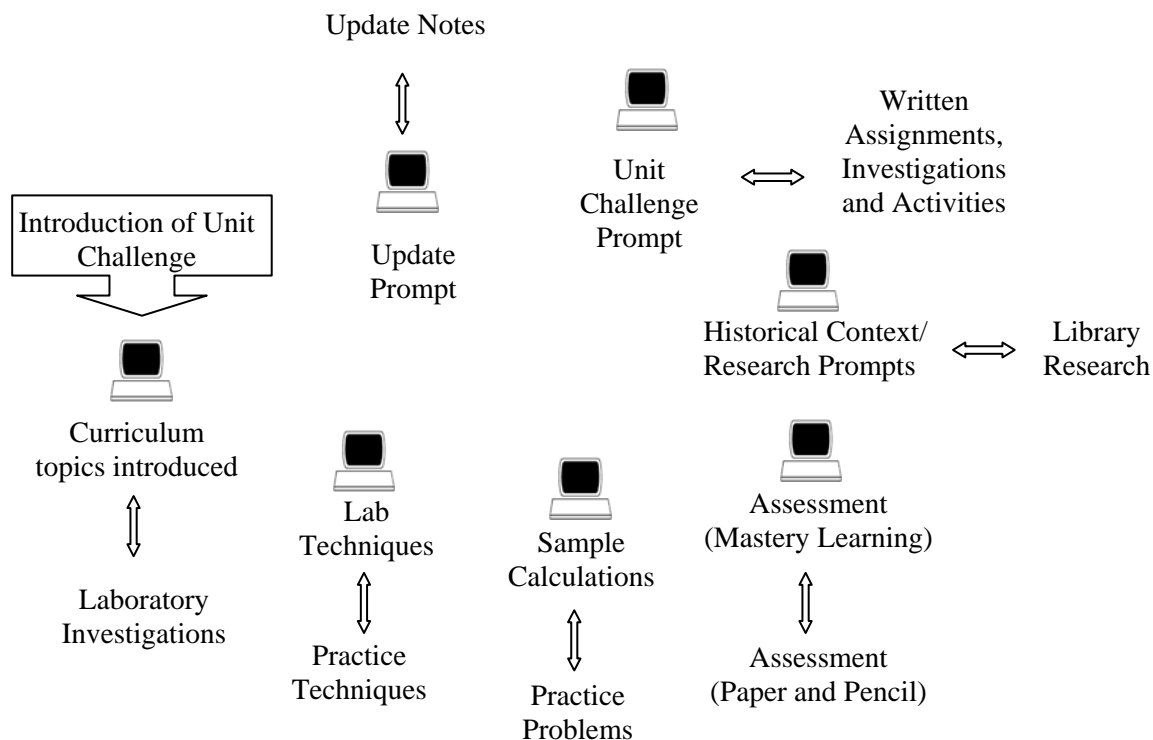 Update Notes
Written
Assignments,
Investigations
and Activities
Unit
Challenge
Prompt
Introduction of Unit
Challenge
Update
Prompt
Historical Context/
Research Prompts
Library
Research
Curriculum
topics introduced
Lab
Techniques
Sample
Calculations
Assessment
(Mastery Learning)
Laboratory
Investigations
Practice
Techniques
Practice
Problems
Assessment
(Paper and Pencil)